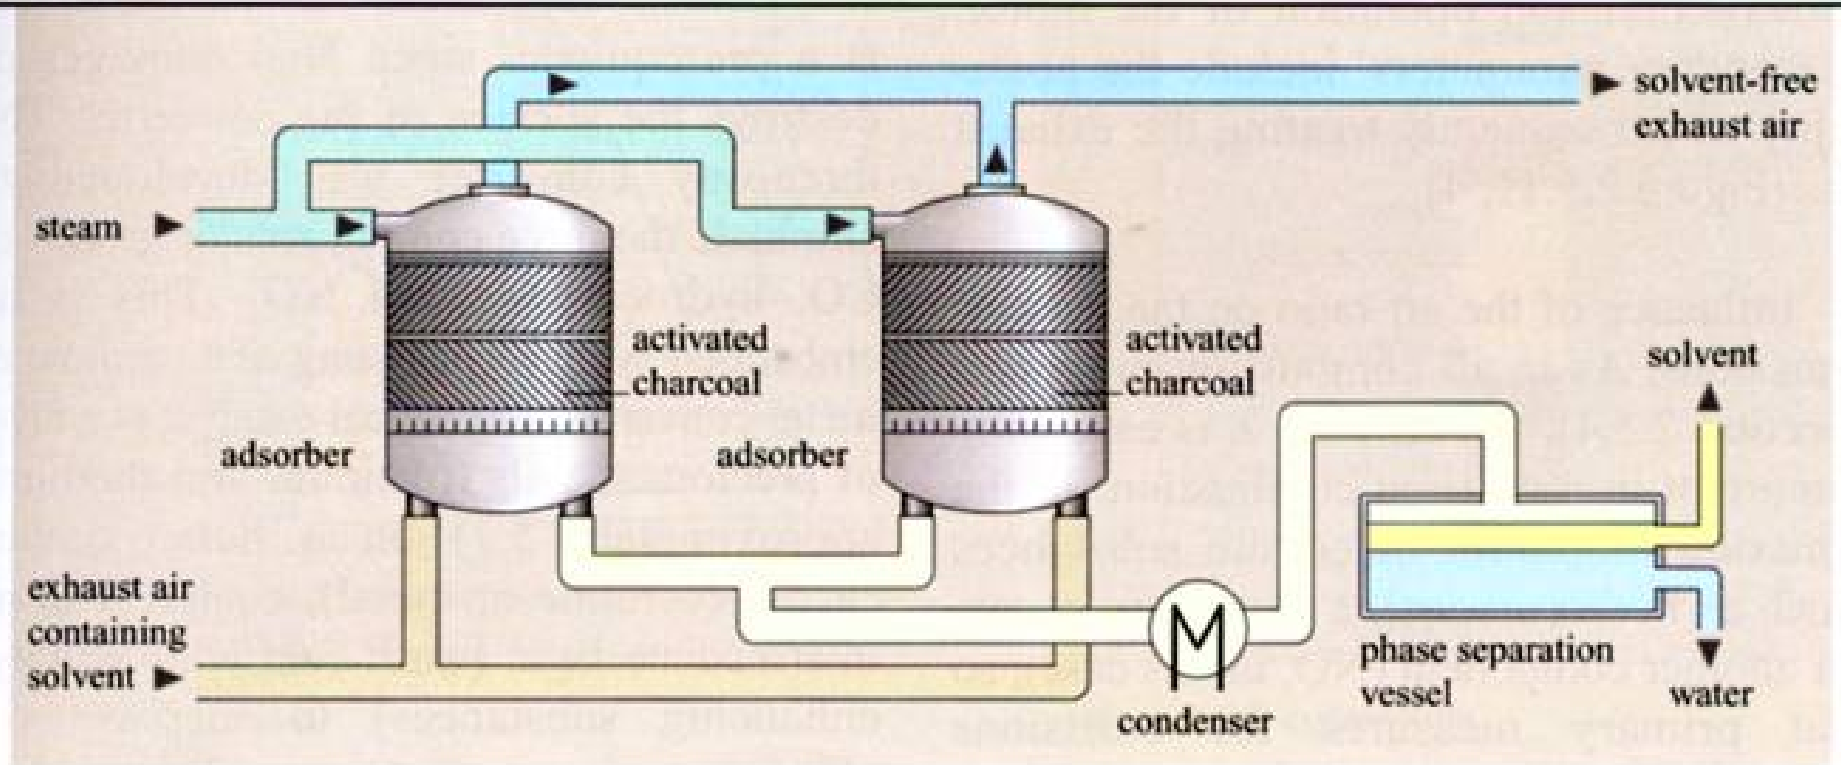 solvent-free
exhaust air
steam
activated
charcoal
activated
charcoal
solvent
adsorber
adsorber
exhaust air
containing
solvent
phase separation
vessel
water
condenser